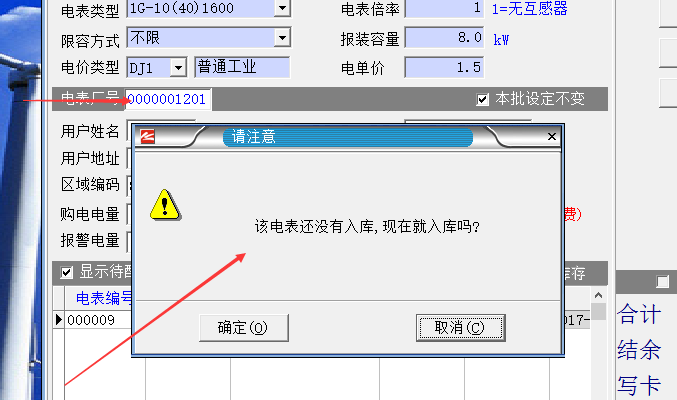 电表类型 1G-10(40)1600 电表倍率 1 1=无互感器
限容方式 不限 报装容量 8.0 kW
电价类型 DJ1 普通工业 电单价 1.5
电表厂号 0000001201 本批设定不变
用户姓名
请注意
用户地址
区域编码
购电电量
费)
该电表还没有入库,现在就入库吗?
报警电量
显示待
库存
电表编号
000009
017-
确定(O) 取消(C)
合计
结余
写卡